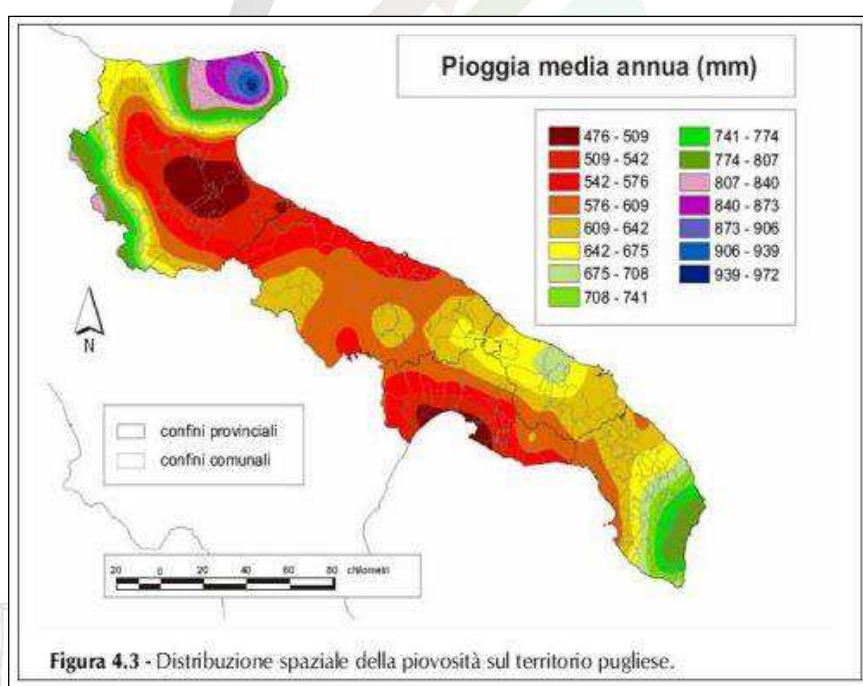 Pioggia media annua (mm)
476 - 509
509 - 542
542 - 576
576 - 609
609 - 642
642 - 675
675 - 708
708 - 741
741 - 774
774 - 807
807 - 840
840 - 873
873 - 906
906 - 939
939 - 972
N
confini provinciali
confini comunali
20 0 20 40 60 80 chilometri
Figura 4.3 - Distribuzione spaziale della piovosità sul territorio pugliese.